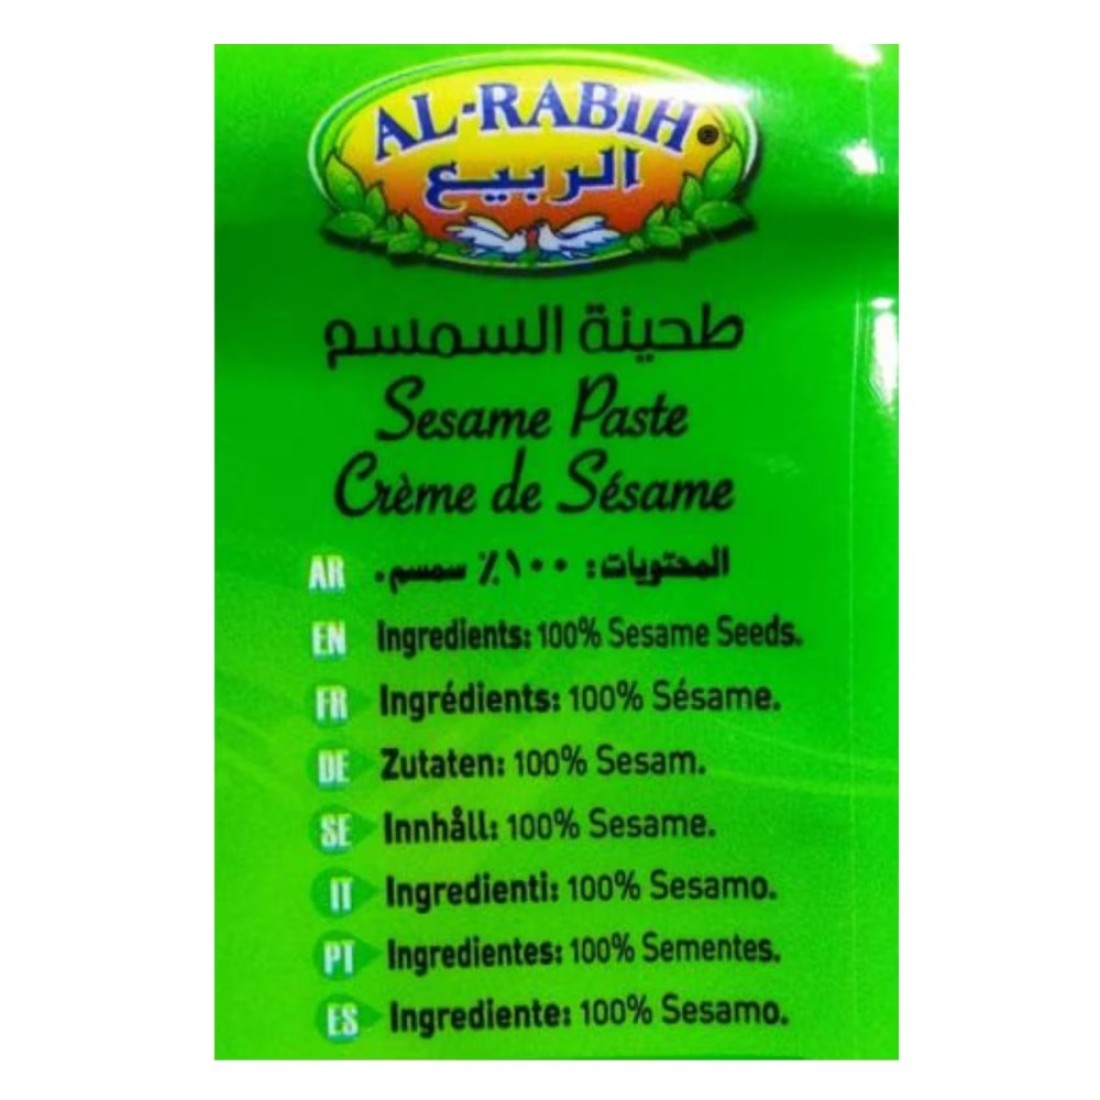 AL-RABIH®
الربيع
طحينة السمسم
Sesame Paste
Crème de Sésame
AR المحتويات: ١٠٠٪ سمسم.
EN Ingredients: 100% Sesame Seeds.
FR Ingrédients: 100% Sésame.
DE Zutaten: 100% Sesam.
SE Innhåll: 100% Sesame.
IT Ingredienti: 100% Sesamo.
PT Ingredientes: 100% Sementes.
ES Ingrediente: 100% Sesamo.